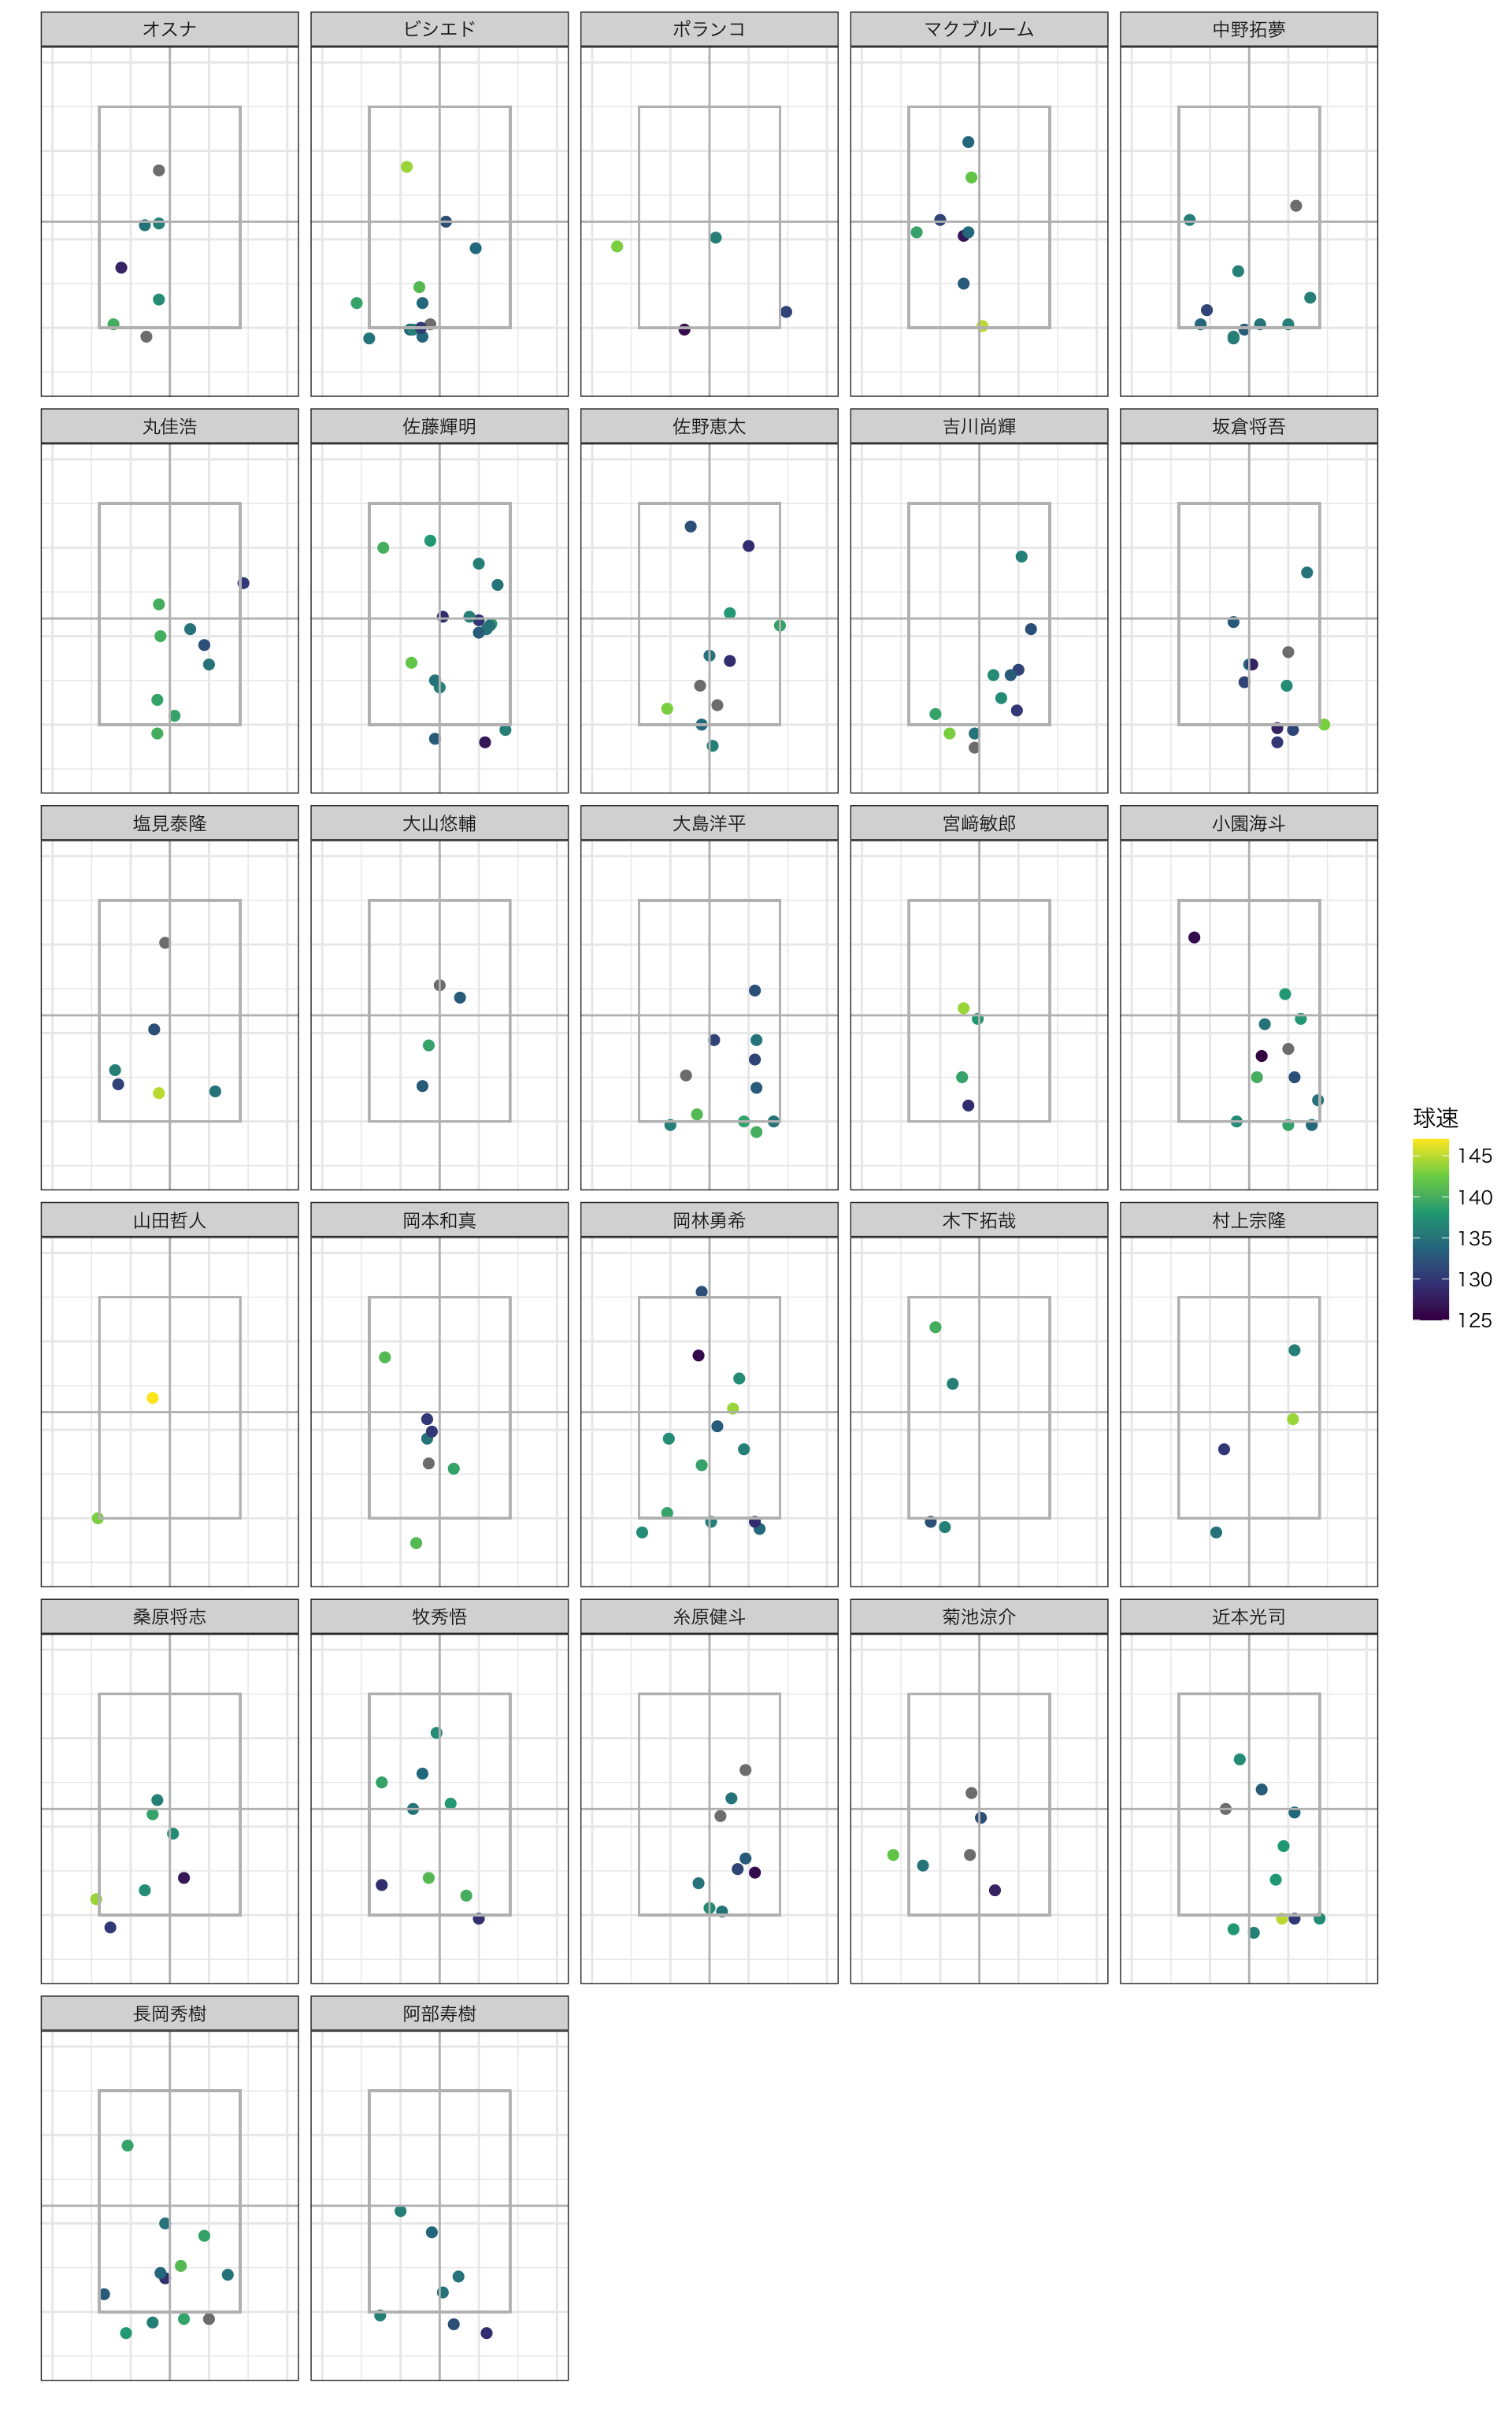 オスナ
ビシエド
ポランコ
マクブルーム
中野拓夢
丸佳浩
佐藤輝明
佐野恵太
吉川尚輝
坂倉将吾
塩見泰隆
大山悠輔
大島洋平
宮﨑敏郎
小園海斗
球速
145
140
135
130
125
山田哲人
岡本和真
岡林勇希
木下拓哉
村上宗隆
桑原将志
牧秀悟
糸原健斗
菊池涼介
近本光司
長岡秀樹
阿部寿樹